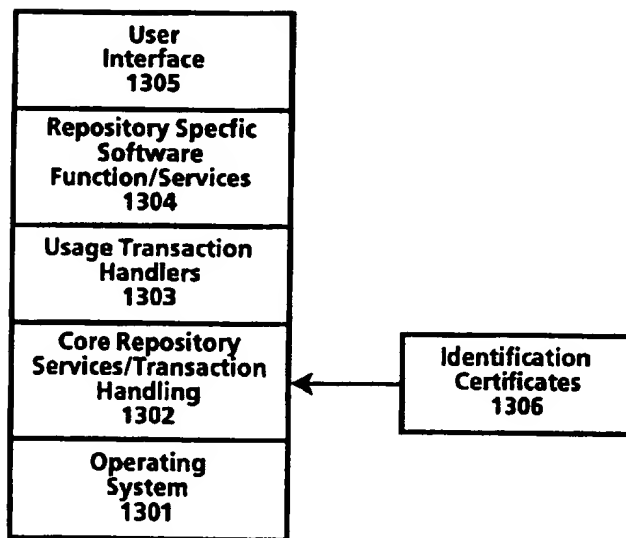 User
Interface
1305
Repository Specfic
Software
Function/Services
1304
Usage Transaction
Handlers
1303
Core Repository
Services/Transaction
Handling
1302
Identification
Certificates
1306
Operating
System
1301